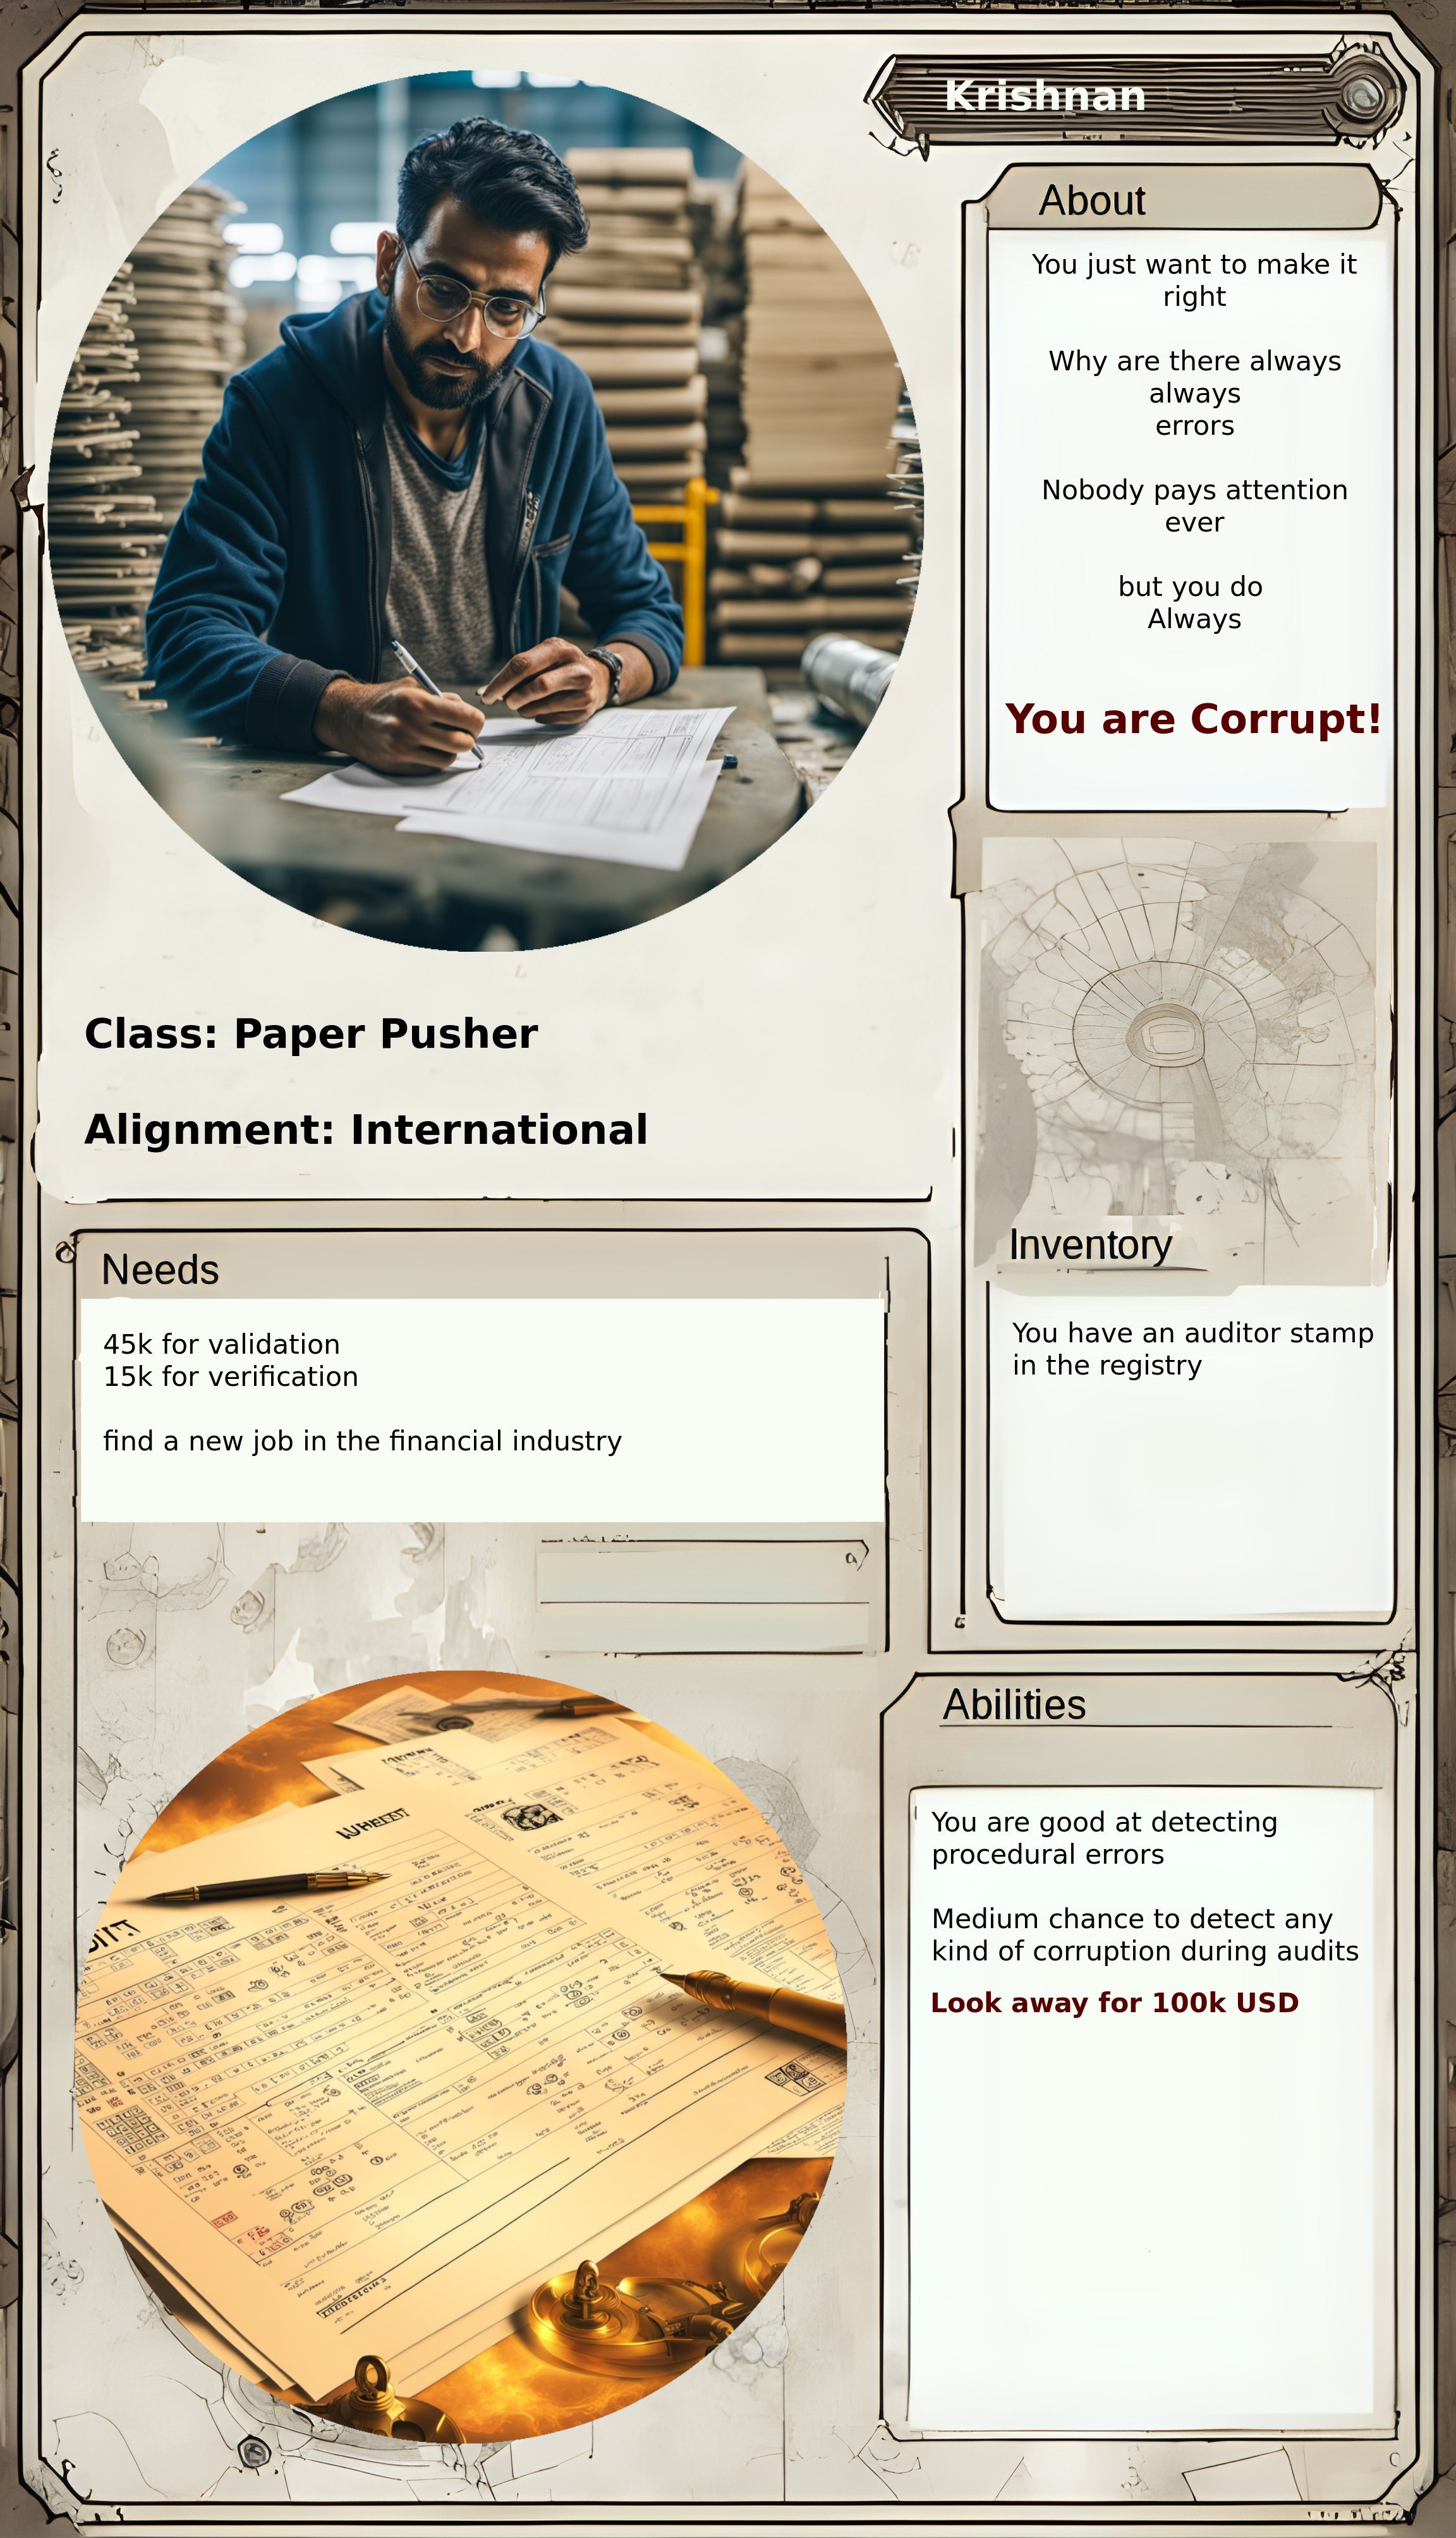 Krishnan
About
You just want to make it
right
Why are there always
always
errors
Nobody pays attention
ever
but you do
Always
You are Corrupt!
Class: Paper Pusher
Alignment: International
Needs
45k for validation
15k for verification
find a new job in the financial industry
Inventory
You have an auditor stamp
in the registry
Abilities
You are good at detecting
procedural errors
Medium chance to detect any
kind of corruption during audits
Look away for 100k USD